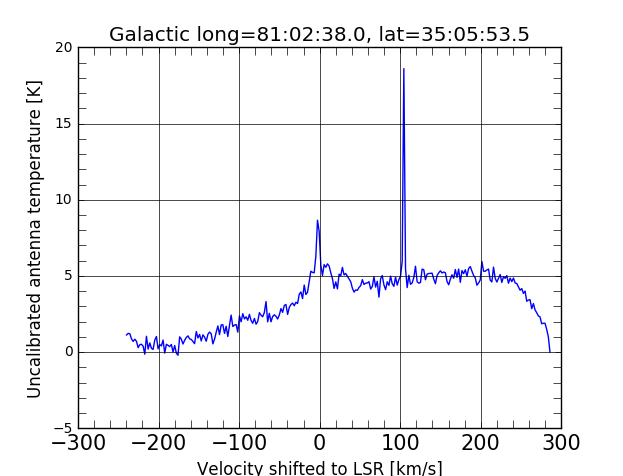 Galactic long=81:02:38.0, lat=35:05:53.5
Uncalibrated antenna temperature [K]
20
15
10
5
0
−5
−300 −200 −100 0 100 200 300
Velocity shifted to LSR [km/s]